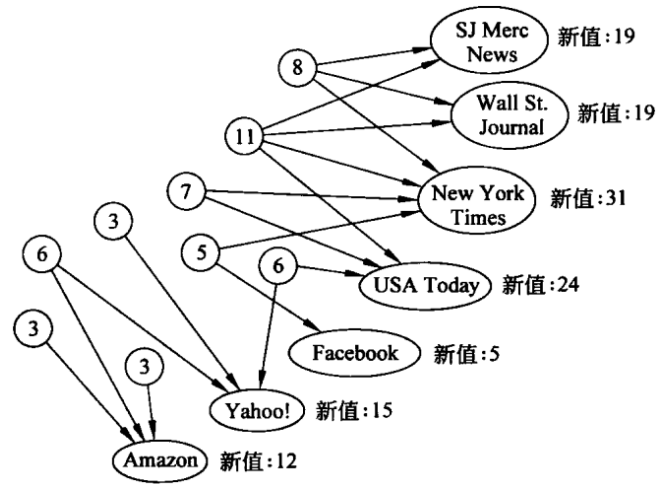 SJ Merc
News
新值:19
8
Wall St.
Journal
新值:19
11
7
New York
Times
新值:31
3
6
5
6
USA Today
新值:24
3
Facebook
新值:5
3
Yahoo!
新值:15
Amazon
新值:12